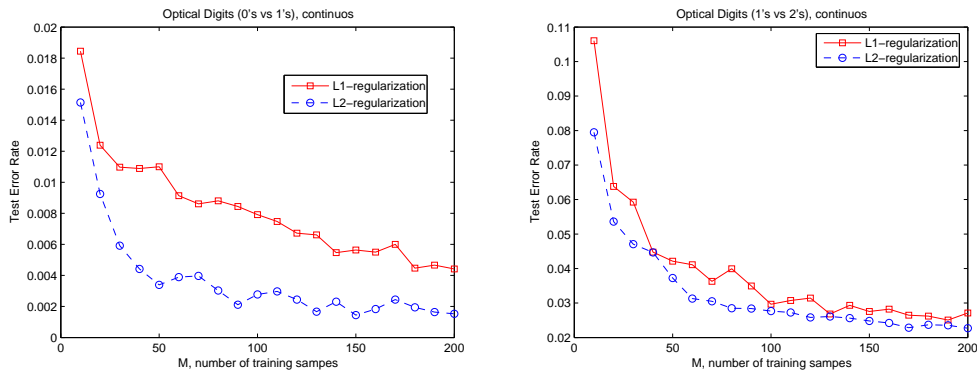 Optical Digits (0's vs 1's), continuos
0.02
0.018
0.016
0.014
0.012
0.01
0.008
0.006
0.004
0.002
0
Test Error Rate
L1-regularization
L2-regularization
0 50 100 150 200
M, number of training sampes
Optical Digits (1's vs 2's), continuos
0.11
0.1
0.09
0.08
0.07
0.06
0.05
0.04
0.03
0.02
Test Error Rate
L1-regularization
L2-regularization
0 50 100 150 200
M, number of training sampes